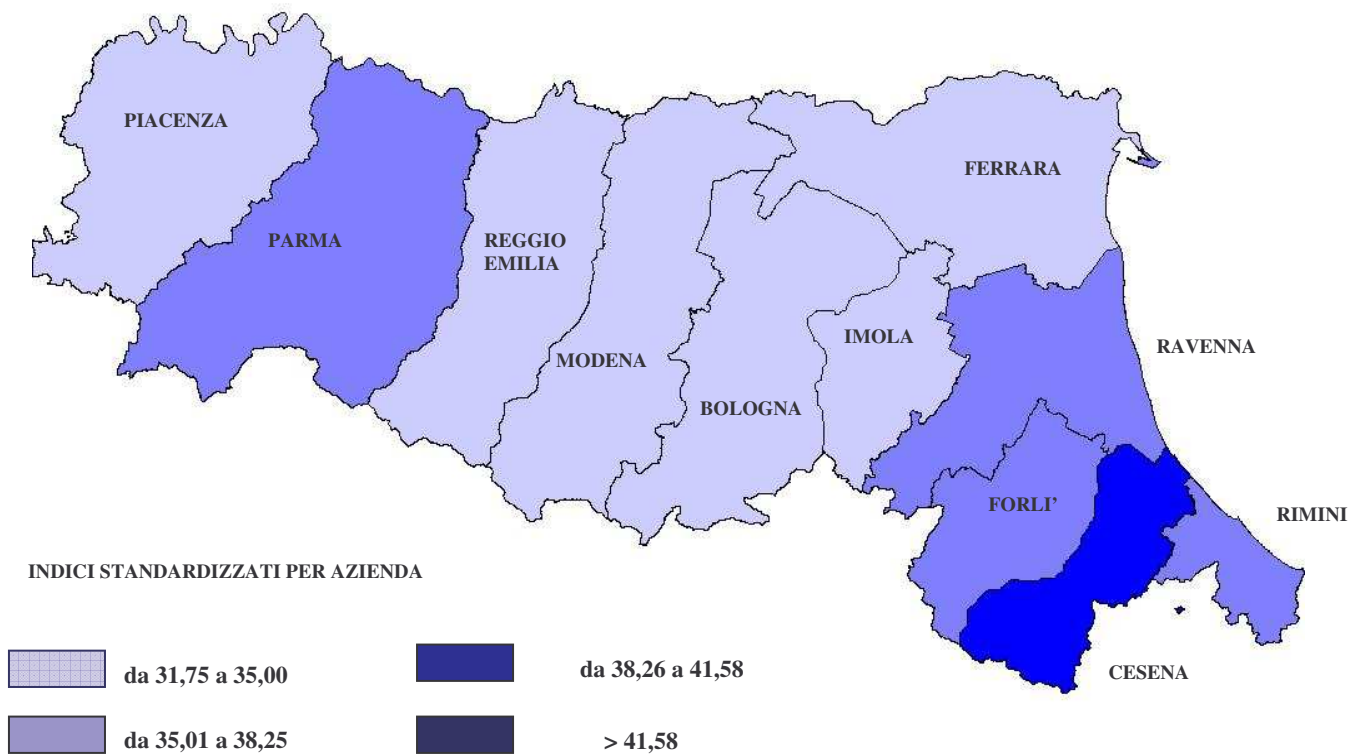 PIACENZA
FERRARA
PARMA
REGGIO
EMILIA
IMOLA
RAVENNA
MODENA
BOLOGNA
FORLI’
RIMINI
INDICI STANDARDIZZATI PER AZIENDA
CESENA
da 31,75 a 35,00
da 38,26 a 41,58
da 35,01 a 38,25
> 41,58